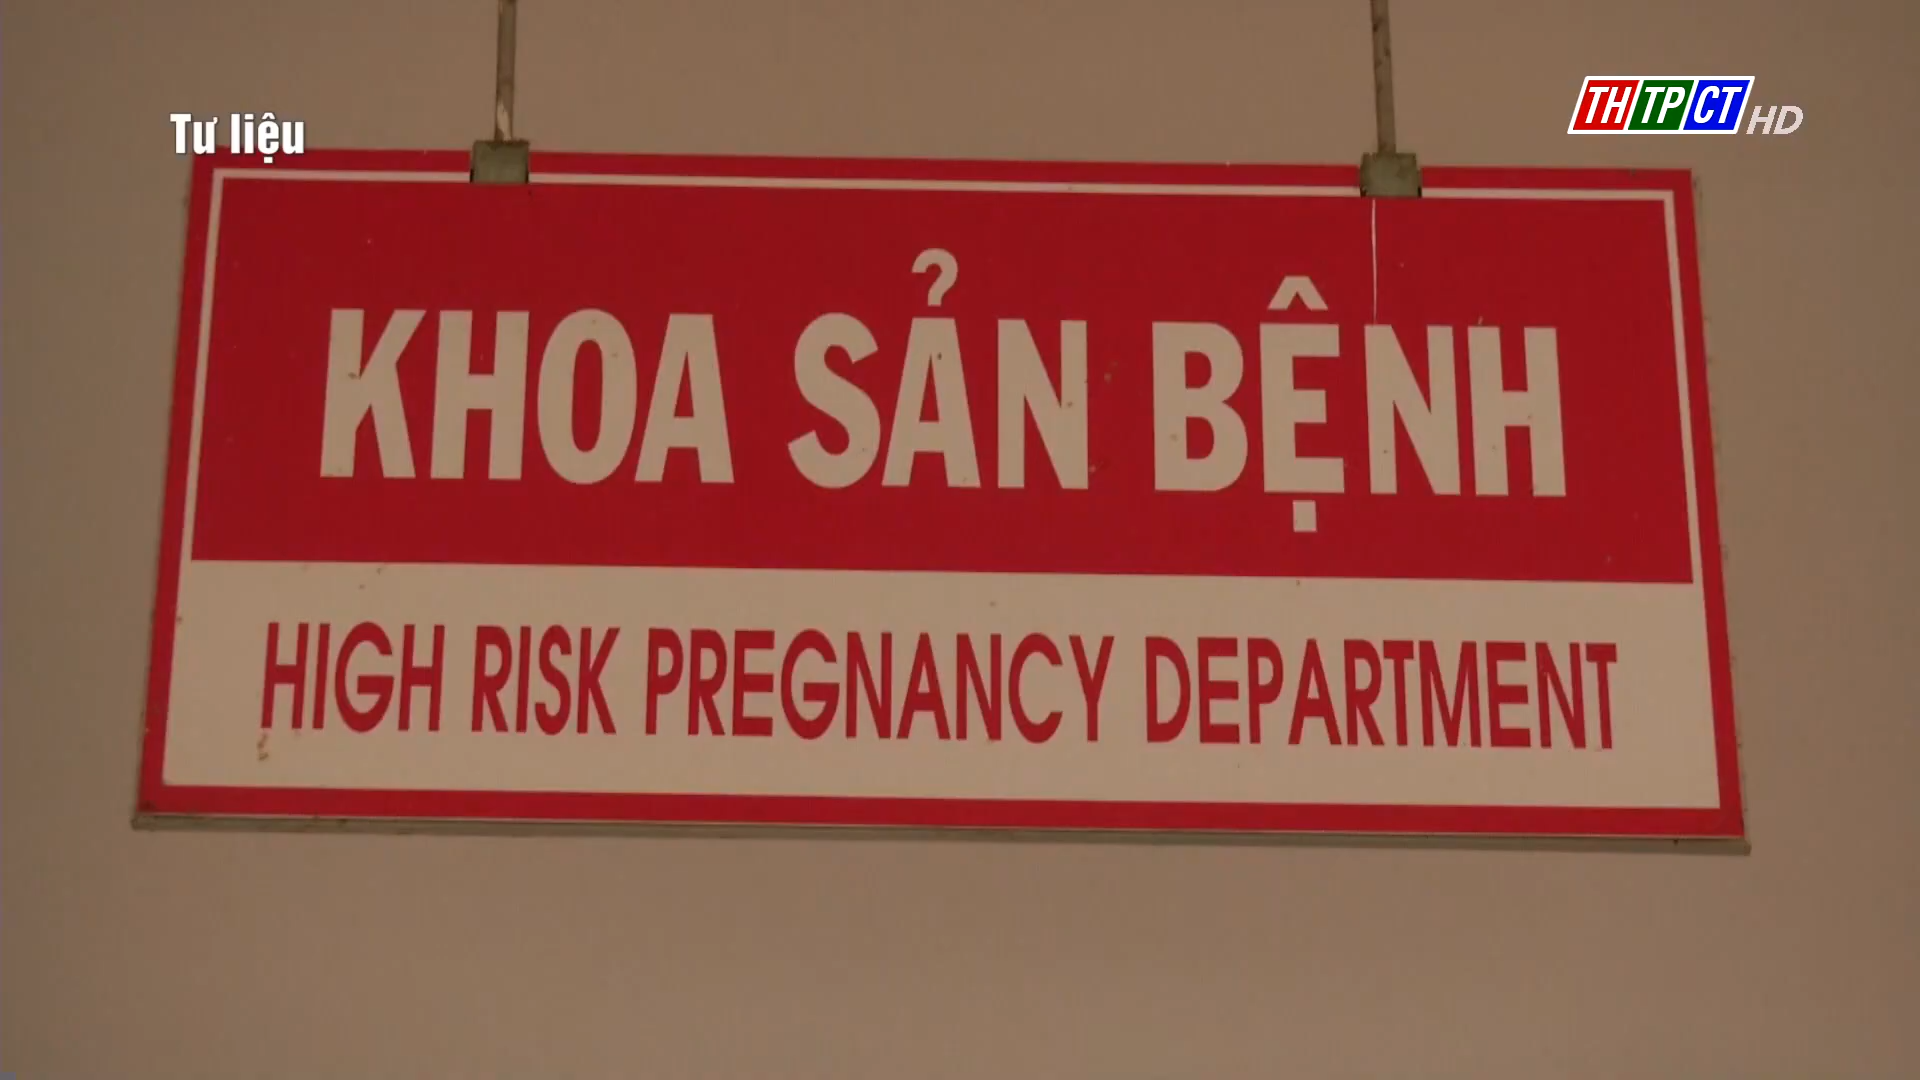 Tư liệu
THTPCT HD
KHOA SẢN BỆNH
HIGH RISK PREGNANCY DEPARTMENT